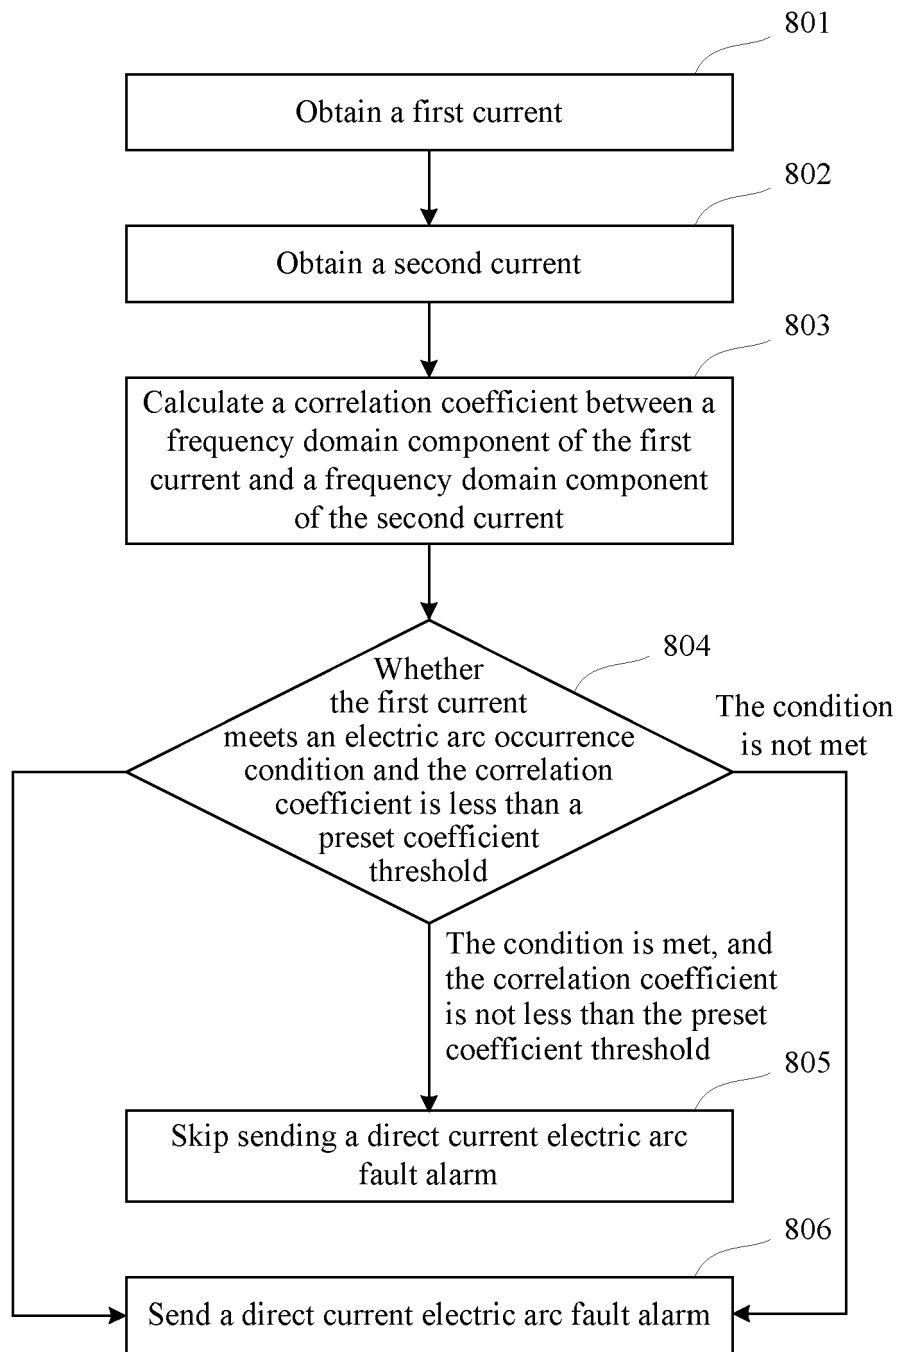 801
Obtain a first current
802
Obtain a second current
803
Calculate a correlation coefficient between a
frequency domain component of the first
current and a frequency domain component
of the second current
804
Whether
the first current
meets an electric arc occurrence
condition and the correlation
coefficient is less than a
preset coefficient
threshold
The condition
is not met
The condition is met, and
the correlation coefficient
is not less than the preset
coefficient threshold
805
Skip sending a direct current electric arc
fault alarm
806
Send a direct current electric arc fault alarm